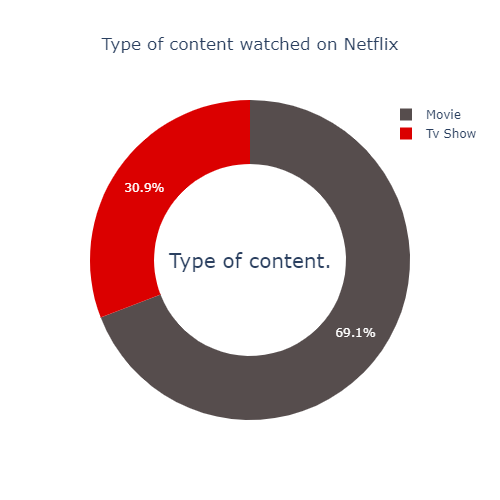 Type of content watched on Netflix
Movie
Tv Show
30.9%
Type of content.
69.1%